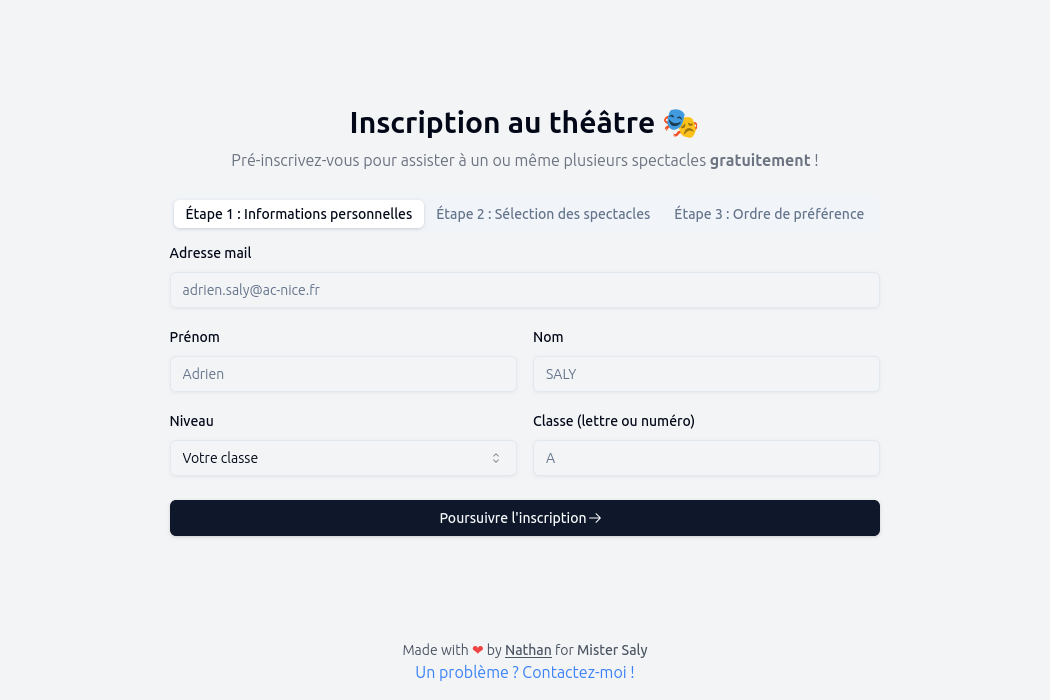 Inscription au théâtre 🎭
Pré-inscrivez-vous pour assister à un ou même plusieurs spectacles gratuitement !
Étape 1 : Informations personnelles Étape 2 : Sélection des spectacles Étape 3 : Ordre de préférence
Adresse mail
adrien.saly@ac-nice.fr
Prénom Nom
Adrien SALY
Niveau Classe (lettre ou numéro)
Votre classe A
Poursuivre l'inscription →
Made with ❤ by Nathan for Mister Saly
Un problème ? Contactez-moi !